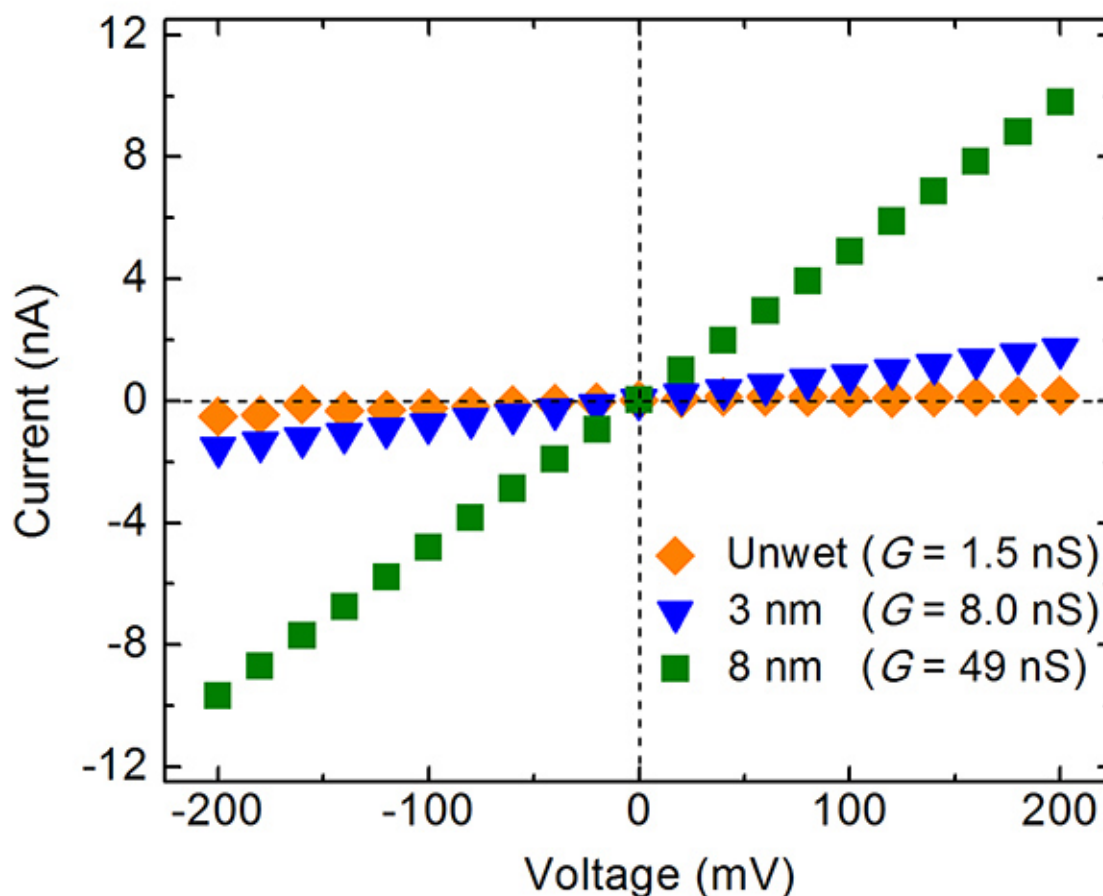 12
8
4
0
-4
-8
-12
Current (nA)
Unwet (G = 1.5 nS)
3 nm (G = 8.0 nS)
8 nm (G = 49 nS)
-200 -100 0 100 200
Voltage (mV)